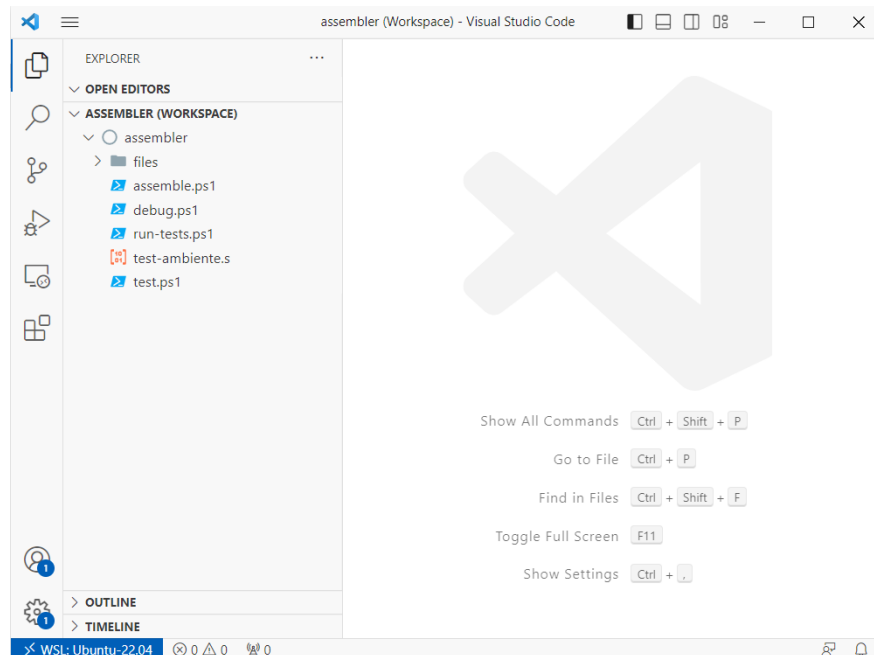 assembler (Workspace) - Visual Studio Code
EXPLORER ...
OPEN EDITORS
ASSEMBLER (WORKSPACE)
assembler
files
assemble.ps1
debug.ps1
run-tests.ps1
test-ambiente.s
test.ps1
Show All Commands Ctrl + Shift + P
Go to File Ctrl + P
Find in Files Ctrl + Shift + F
Toggle Full Screen F11
Show Settings Ctrl + ,
1
1
OUTLINE
TIMELINE
WSL: Ubuntu-22.04 0 0 0